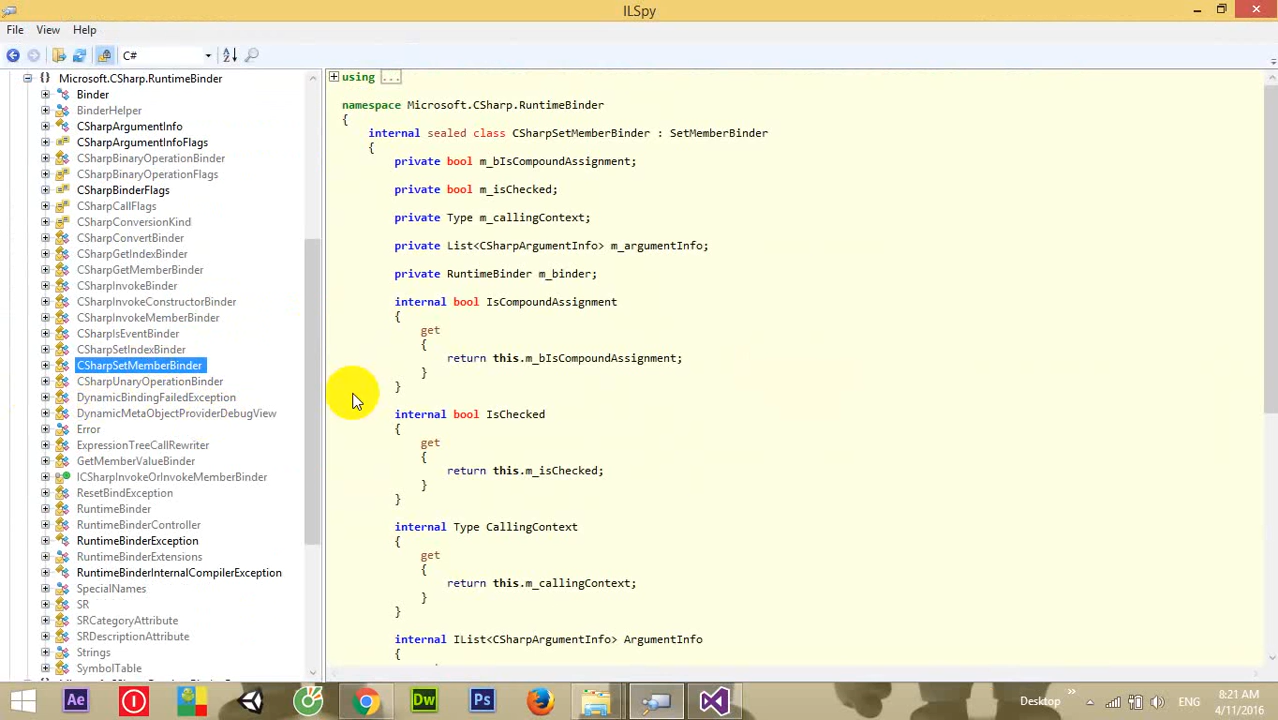 ILSpy
File View Help
C#
Microsoft.CSharp.RuntimeBinder
Binder
BinderHelper
CSharpArgumentInfo
CSharpArgumentInfoFlags
CSharpBinaryOperationBinder
CSharpBinaryOperationFlags
CSharpBinderFlags
CSharpCallFlags
CSharpConversionKind
CSharpConvertBinder
CSharpGetIndexBinder
CSharpGetMemberBinder
CSharpInvokeBinder
CSharpInvokeConstructorBinder
CSharpInvokeMemberBinder
CSharpIsEventBinder
CSharpSetIndexBinder
CSharpSetMemberBinder
CSharpUnaryOperationBinder
DynamicBindingFailedException
DynamicMetaObjectProviderDebugView
Error
ExpressionTreeCallRewriter
GetMemberValueBinder
ICSharpInvokeOrInvokeMemberBinder
ResetBindException
RuntimeBinder
RuntimeBinderController
RuntimeBinderException
RuntimeBinderExtensions
RuntimeBinderInternalCompilerException
SpecialNames
SR
SRCategoryAttribute
SRDescriptionAttribute
Strings
SymbolTable
using ...
namespace Microsoft.CSharp.RuntimeBinder
{
internal sealed class CSharpSetMemberBinder : SetMemberBinder
{
private bool m_bIsCompoundAssignment;
private bool m_isChecked;
private Type m_callingContext;
private List<CSharpArgumentInfo> m_argumentInfo;
private RuntimeBinder m_binder;
internal bool IsCompoundAssignment
{
get
{
return this.m_bIsCompoundAssignment;
}
}
internal bool IsChecked
{
get
{
return this.m_isChecked;
}
}
internal Type CallingContext
{
get
{
return this.m_callingContext;
}
}
internal IList<CSharpArgumentInfo> ArgumentInfo
{
Ae
Dw
Ps
Desktop
ENG
8:21 AM
4/11/2016